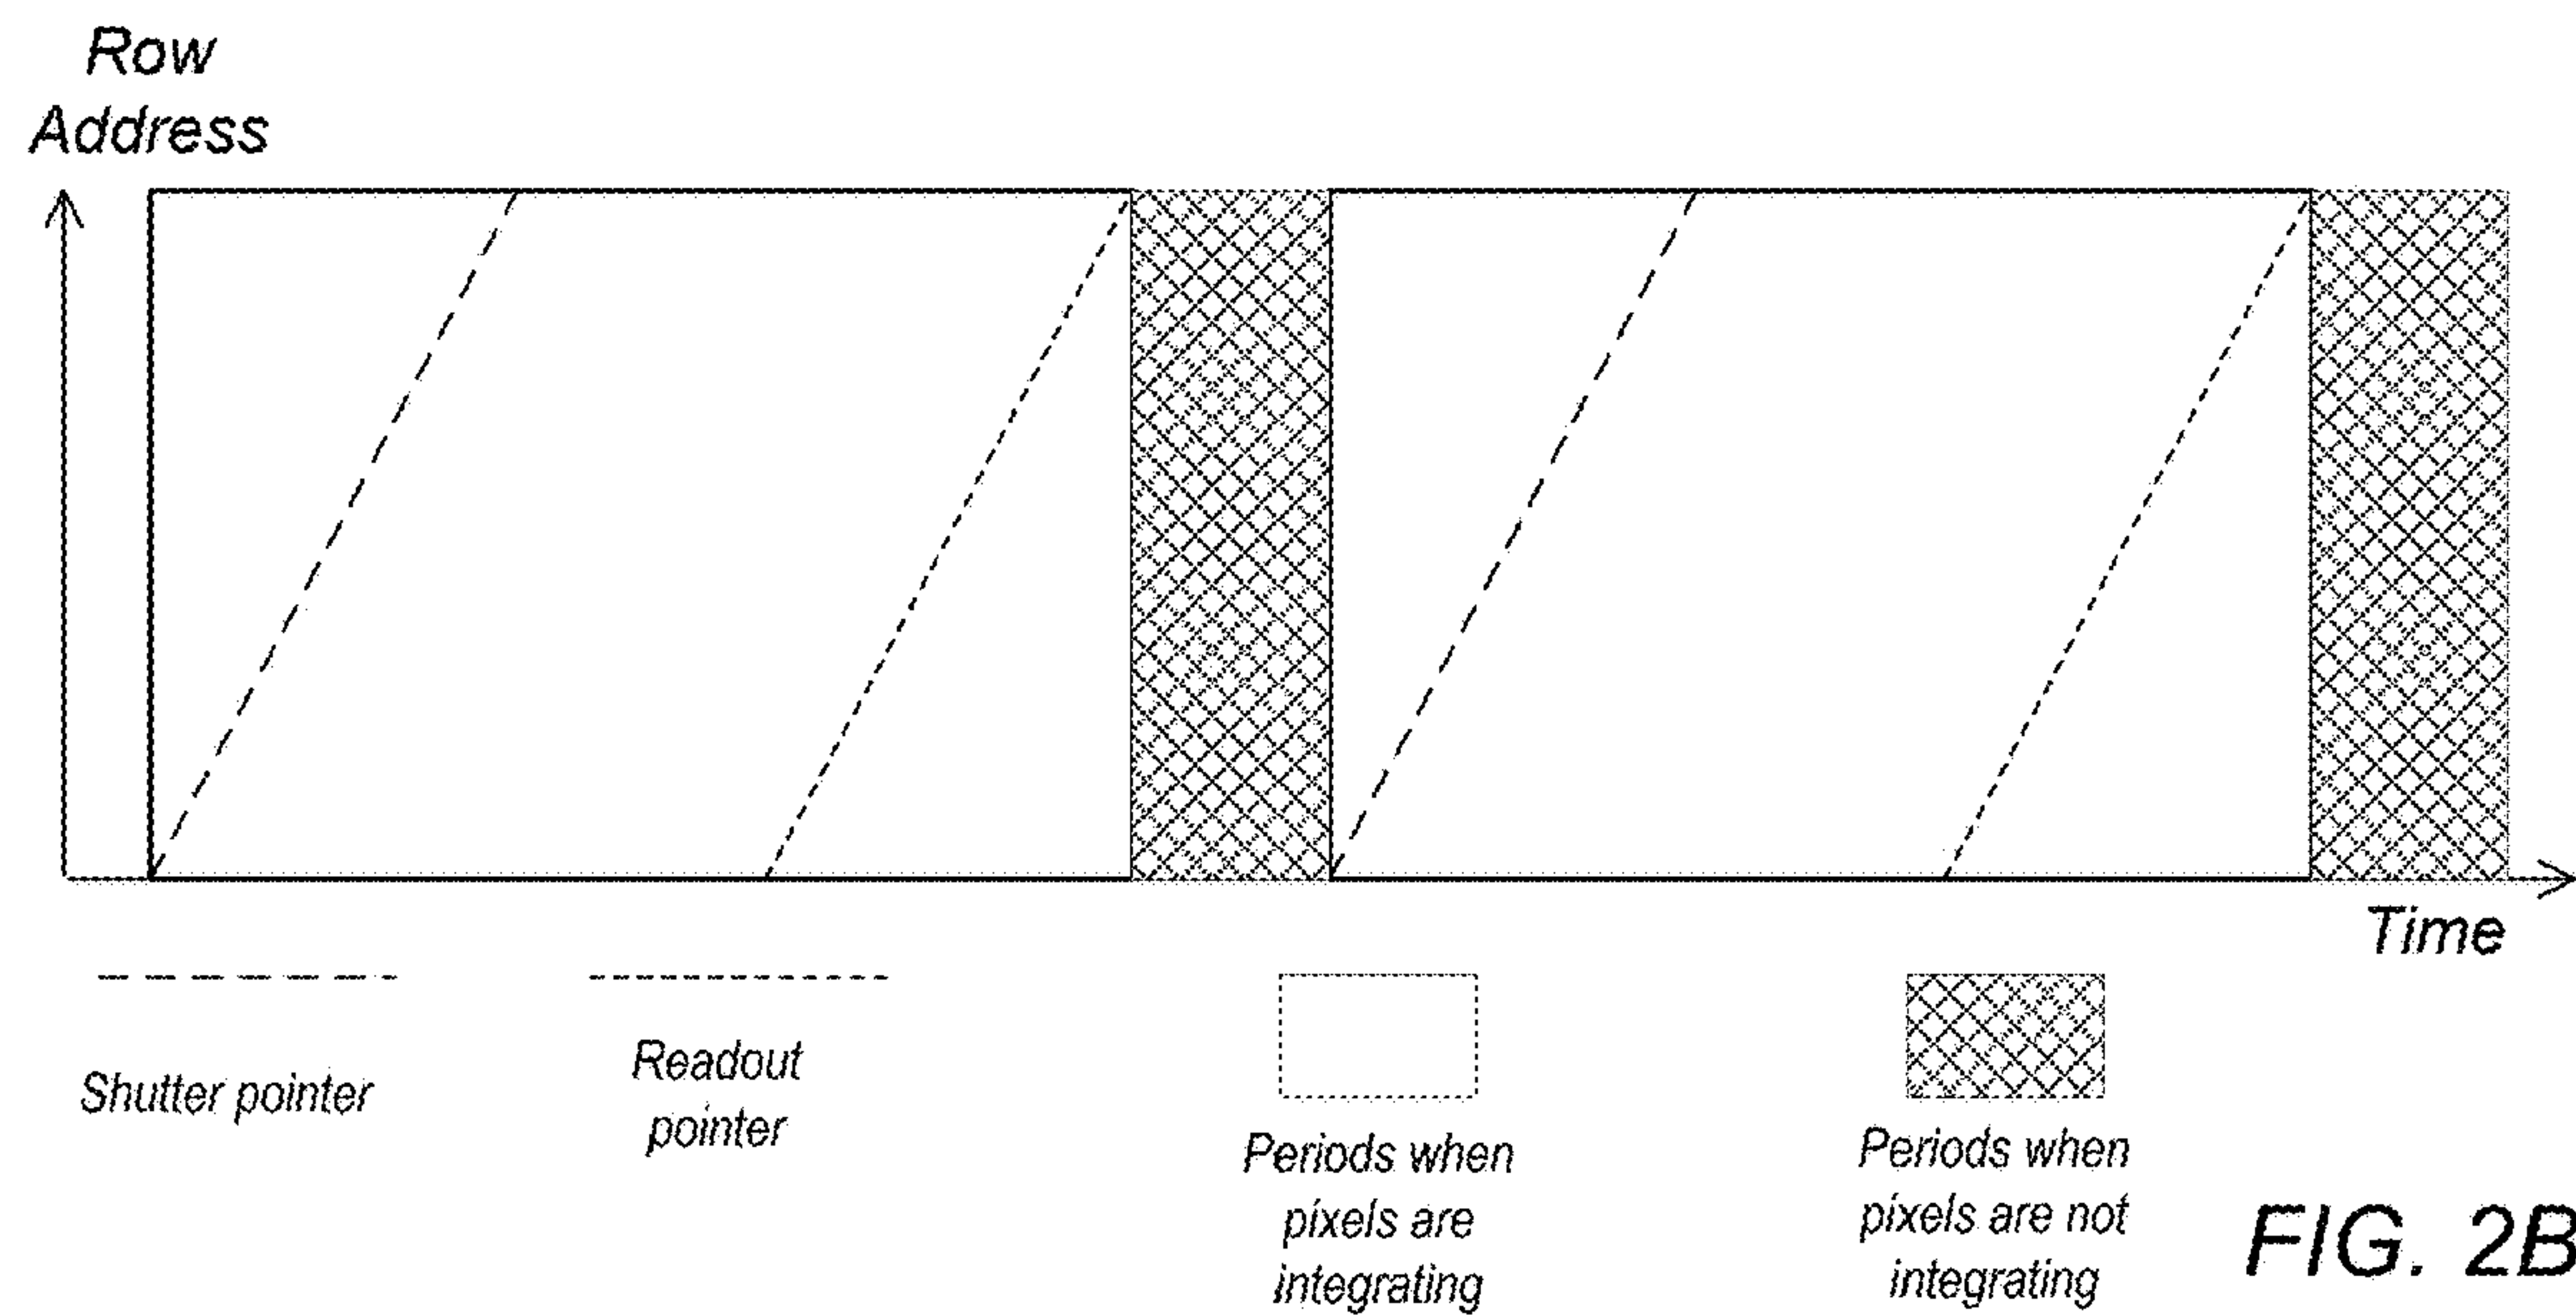 Row
Address
Time
Shutter pointer
Readout
pointer
Periods when
pixels are
integrating
Periods when
pixels are not
integrating
FIG. 2B